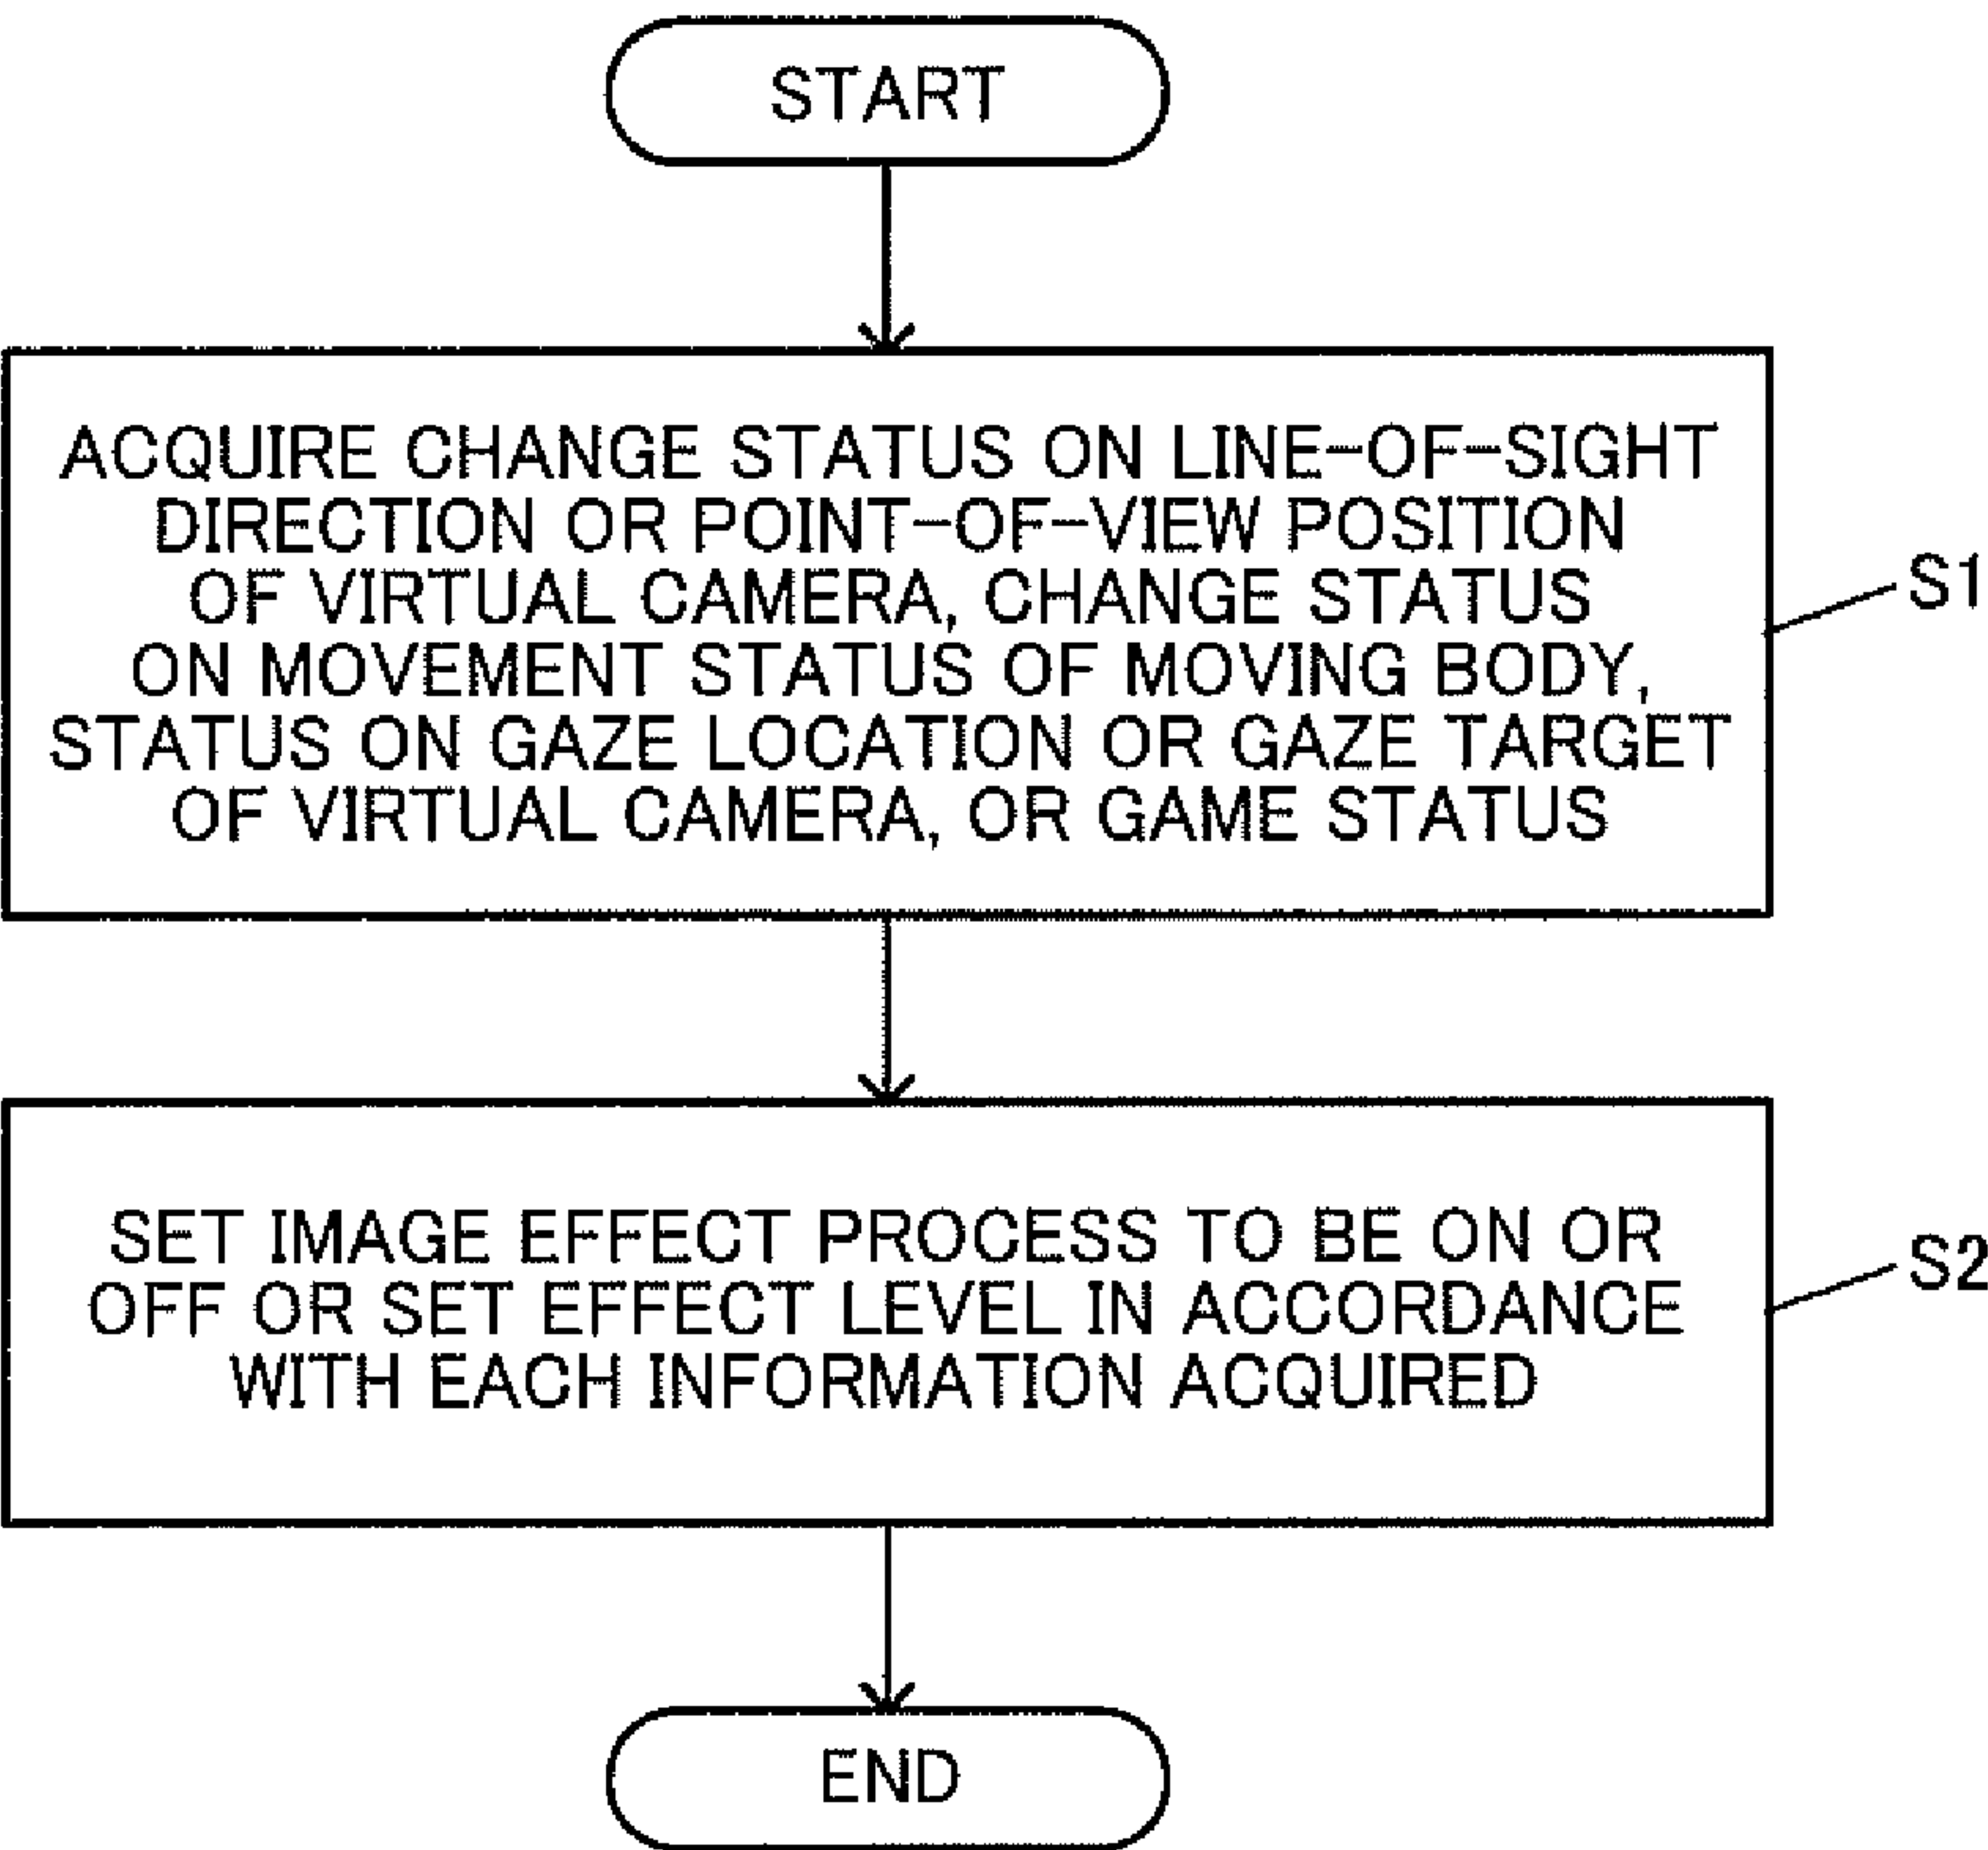 START
ACQUIRE CHANGE STATUS ON LINE-OF-SIGHT
DIRECTION OR POINT-OF-VIEW POSITION
OF VIRTUAL CAMERA, CHANGE STATUS
ON MOVEMENT STATUS OF MOVING BODY,
STATUS ON GAZE LOCATION OR GAZE TARGET
OF VIRTUAL CAMERA, OR GAME STATUS
S1
SET IMAGE EFFECT PROCESS TO BE ON OR
OFF OR SET EFFECT LEVEL IN ACCORDANCE
WITH EACH INFORMATION ACQUIRED
S2
END